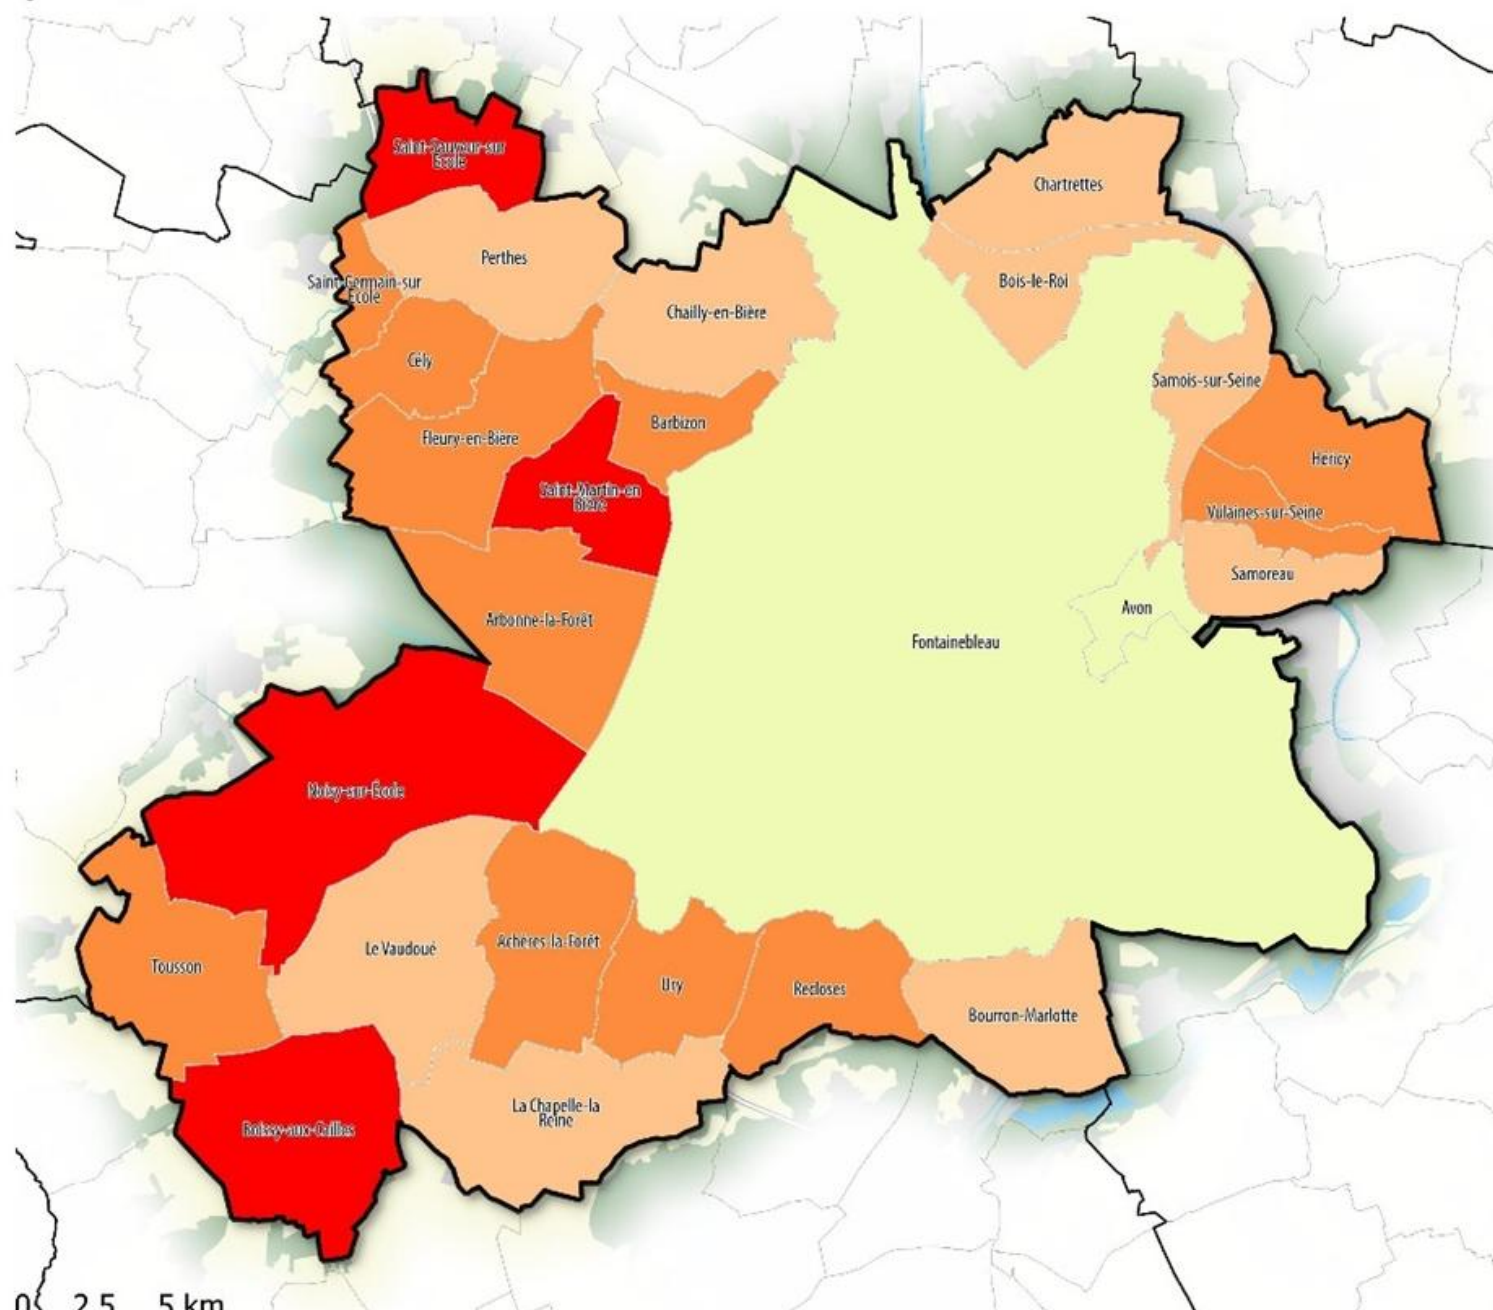 Saint-Sauveur-sur
École
Chartrettes
Perthes
Saint-Germain-sur
École
Bois-le-Roi
Chailly-en-Bière
Cély
Samois-sur-Seine
Barbizon
Fleury-en-Bière
Héricy
Saint-Martin-en
Bière
Vulaines-sur-Seine
Samoreau
Avon
Arbonne-la-Forêt
Fontainebleau
Noisy-sur-École
Achères-la-Forêt
Le Vaudoué
Tousson
Ury
Recloses
Bourron-Marlotte
La Chapelle-la
Reine
Boissy-aux-Cailles
0 2,5 5 km